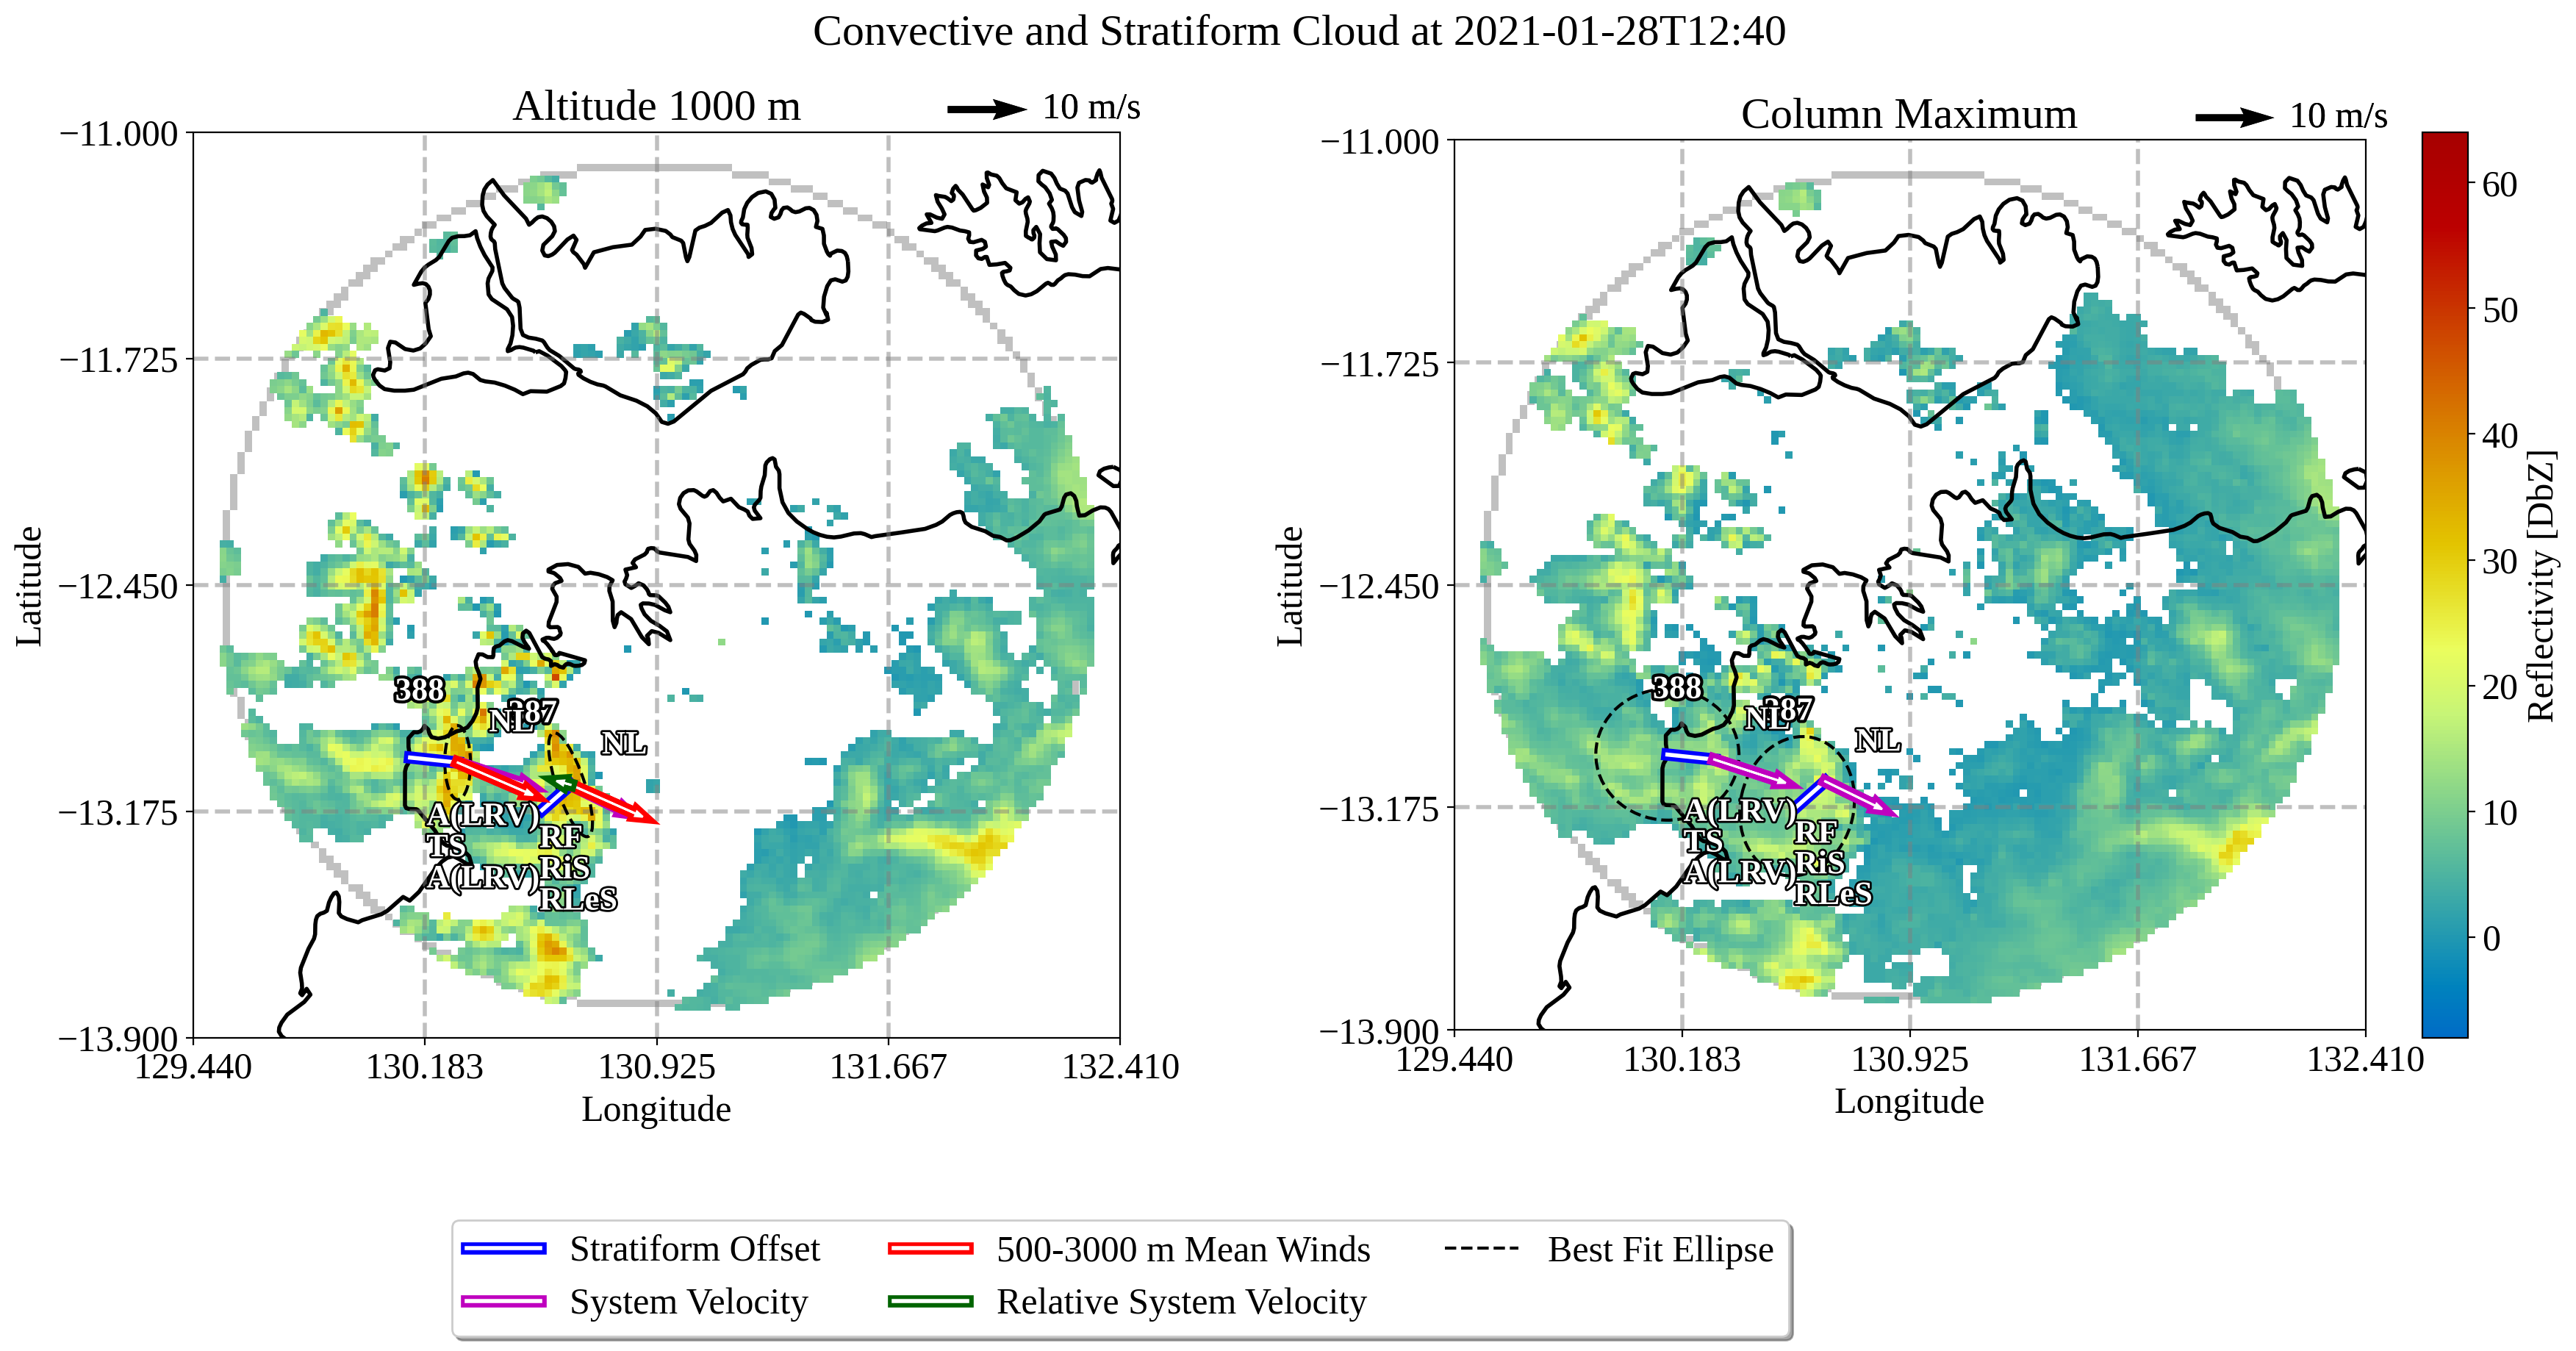 Convective and Stratiform Cloud at 2021-01-28T12:40
Altitude 1000 m
10 m/s
−11.000
−11.725
−12.450
−13.175
−13.900
129.440
130.183
130.925
131.667
132.410
Latitude
Longitude
388
387
NL
NL
A(LRV)
TS
A(LRV)
RF
RiS
RLeS
Column Maximum
10 m/s
−11.000
−11.725
−12.450
−13.175
−13.900
129.440
130.183
130.925
131.667
132.410
Latitude
Longitude
388
387
NL
NL
A(LRV)
TS
A(LRV)
RF
RiS
RLeS
60
50
40
30
20
10
0
Reflectivity [DbZ]
Stratiform Offset
System Velocity
500-3000 m Mean Winds
Relative System Velocity
Best Fit Ellipse